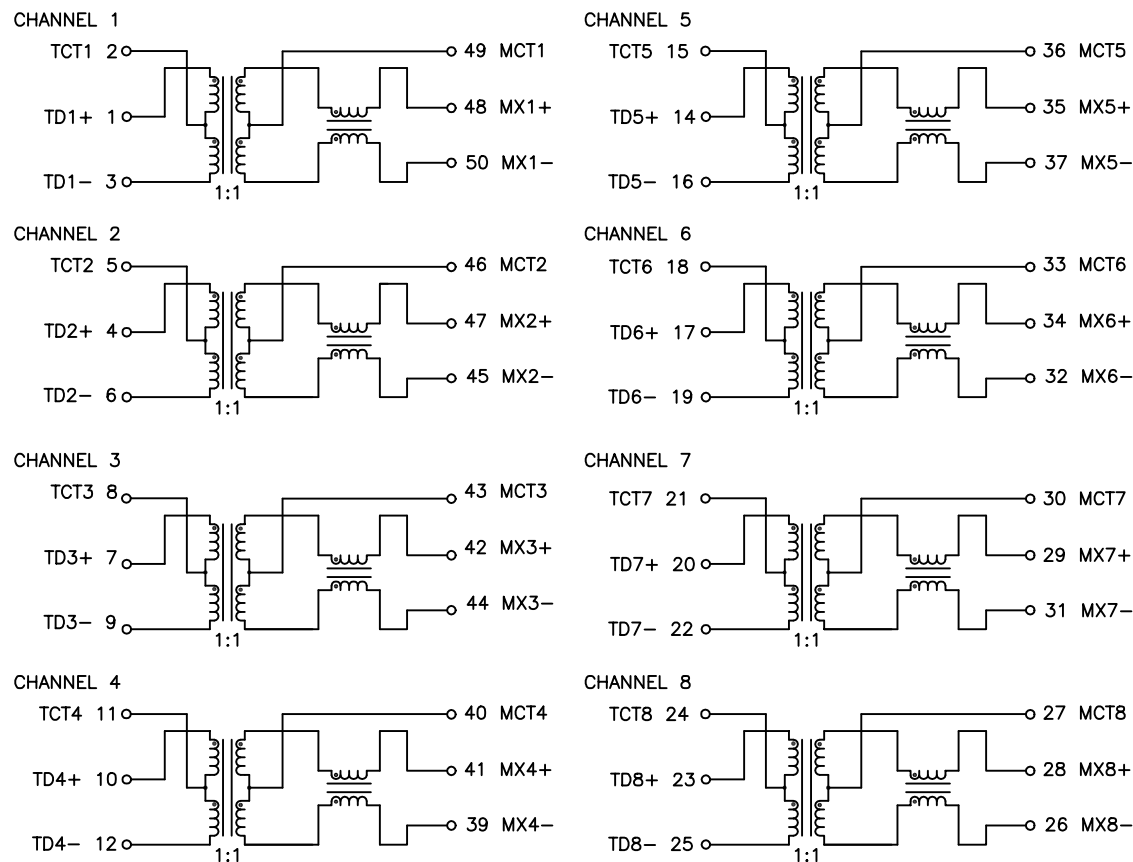 CHANNEL 1
TCT1 2
49 MCT1
TD1+ 1
48 MX1+
50 MX1−
TD1− 3
1:1
CHANNEL 2
TCT2 5
46 MCT2
TD2+ 4
47 MX2+
45 MX2−
TD2− 6
1:1
CHANNEL 3
TCT3 8
43 MCT3
TD3+ 7
42 MX3+
44 MX3−
TD3− 9
1:1
CHANNEL 4
TCT4 11
40 MCT4
TD4+ 10
41 MX4+
39 MX4−
TD4− 12
1:1
CHANNEL 5
TCT5 15
36 MCT5
TD5+ 14
35 MX5+
37 MX5−
TD5− 16
1:1
CHANNEL 6
TCT6 18
33 MCT6
TD6+ 17
34 MX6+
32 MX6−
TD6− 19
1:1
CHANNEL 7
TCT7 21
30 MCT7
TD7+ 20
29 MX7+
31 MX7−
TD7− 22
1:1
CHANNEL 8
TCT8 24
27 MCT8
TD8+ 23
28 MX8+
26 MX8−
TD8− 25
1:1